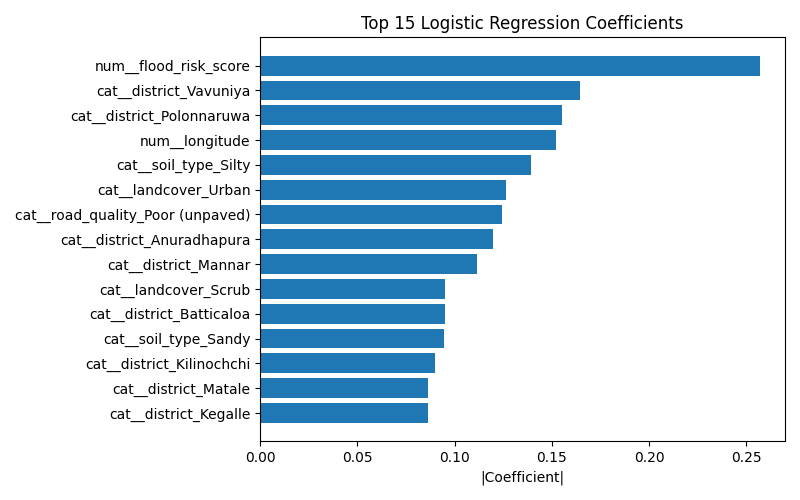 Top 15 Logistic Regression Coefficients
num__flood_risk_score
cat__district_Vavuniya
cat__district_Polonnaruwa
num__longitude
cat__soil_type_Silty
cat__landcover_Urban
cat__road_quality_Poor (unpaved)
cat__district_Anuradhapura
cat__district_Mannar
cat__landcover_Scrub
cat__district_Batticaloa
cat__soil_type_Sandy
cat__district_Kilinochchi
cat__district_Matale
cat__district_Kegalle
0.00 0.05 0.10 0.15 0.20 0.25
|Coefficient|